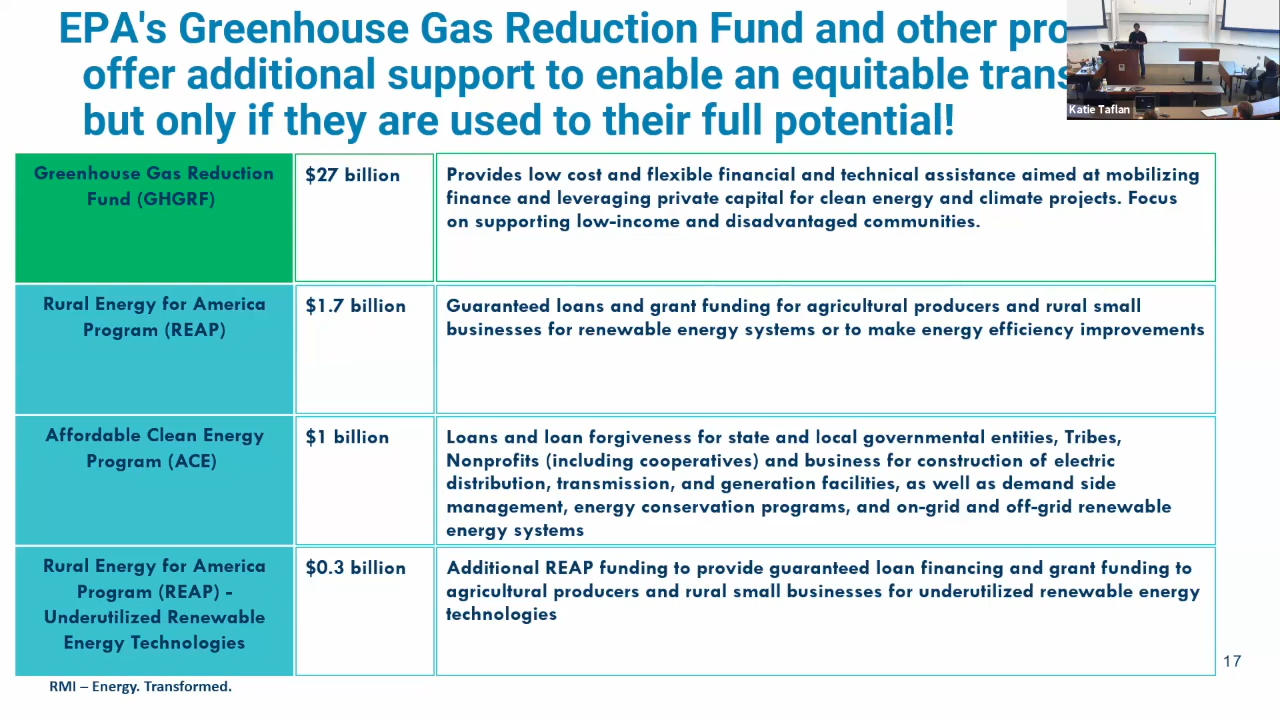 EPA's Greenhouse Gas Reduction Fund and other
offer additional support to enable an equitable
but only if they are used to their full potential!
Katie Taflan
Greenhouse Gas Reduction
Fund (GHGRF)
$27 billion
Provides low cost and flexible financial and technical assistance aimed at mobilizing
finance and leveraging private capital for clean energy and climate projects. Focus
on supporting low-income and disadvantaged communities.
Rural Energy for America
Program (REAP)
$1.7 billion
Guaranteed loans and grant funding for agricultural producers and rural small
businesses for renewable energy systems or to make energy efficiency improvements
Affordable Clean Energy
Program (ACE)
$1 billion
Loans and loan forgiveness for state and local governmental entities, Tribes,
Nonprofits (including cooperatives) and business for construction of electric
distribution, transmission, and generation facilities, as well as demand side
management, energy conservation programs, and on-grid and off-grid renewable
energy systems
Rural Energy for America
Program (REAP) -
Underutilized Renewable
Energy Technologies
$0.3 billion
Additional REAP funding to provide guaranteed loan financing and grant funding to
agricultural producers and rural small businesses for underutilized renewable energy
technologies
17
RMI – Energy. Transformed.